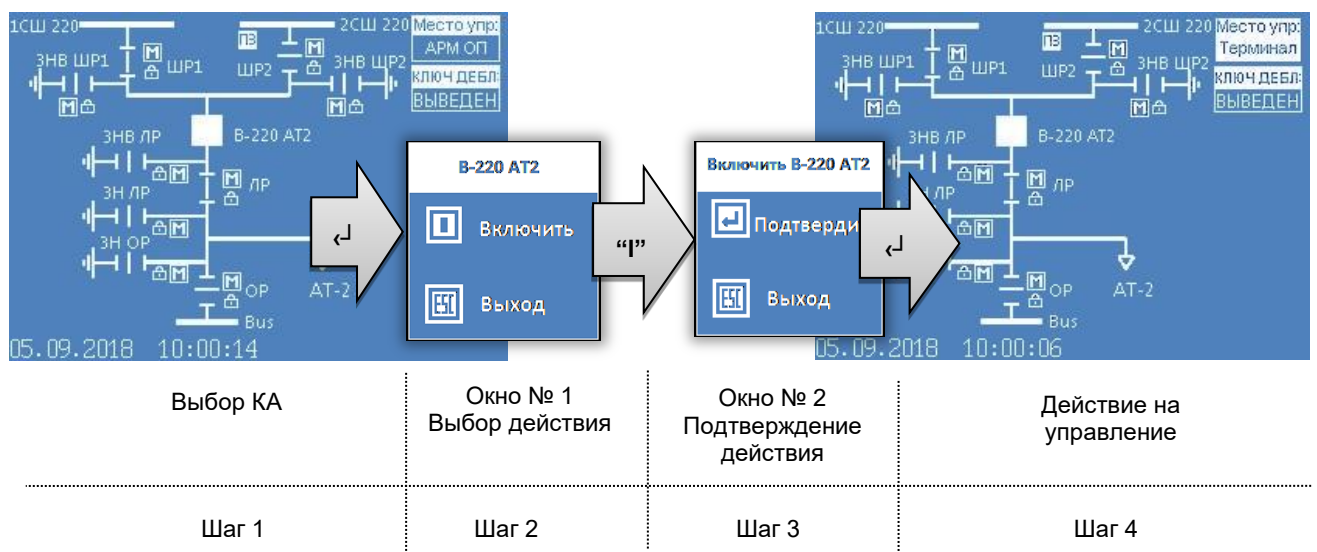 1СШ 220
2СШ 220
Место упр:
АРМ ОП
ПЗ
М
ЗНВ ШР1
ШР1
ШР2
М
ЗНВ ШР2
КЛЮЧ ДЕБЛ:
ВЫВЕДЕН
М
М
ЗНВ ЛР
В-220 АТ2
М
М
ЛР
ЗН ЛР
М
ЗН ОР
М
М
ОР
АТ-2
Bus
05.09.2018 10:00:14
В-220 АТ2
Включить
ESC
Выход
“I”
Включить В-220 АТ2
Подтверди
ESC
Выход
1СШ 220
2СШ 220
Место упр:
Терминал
ПЗ
М
ЗНВ ШР1
ШР1
ШР2
М
ЗНВ ШР2
КЛЮЧ ДЕБЛ:
ВЫВЕДЕН
М
М
ЗНВ ЛР
В-220 АТ2
М
М
ЛР
ЛР
М
М
М
ОР
АТ-2
Bus
05.09.2018 10:00:06
Выбор КА
Окно № 1
Выбор действия
Окно № 2
Подтверждение
действия
Действие на
управление
Шаг 1
Шаг 2
Шаг 3
Шаг 4